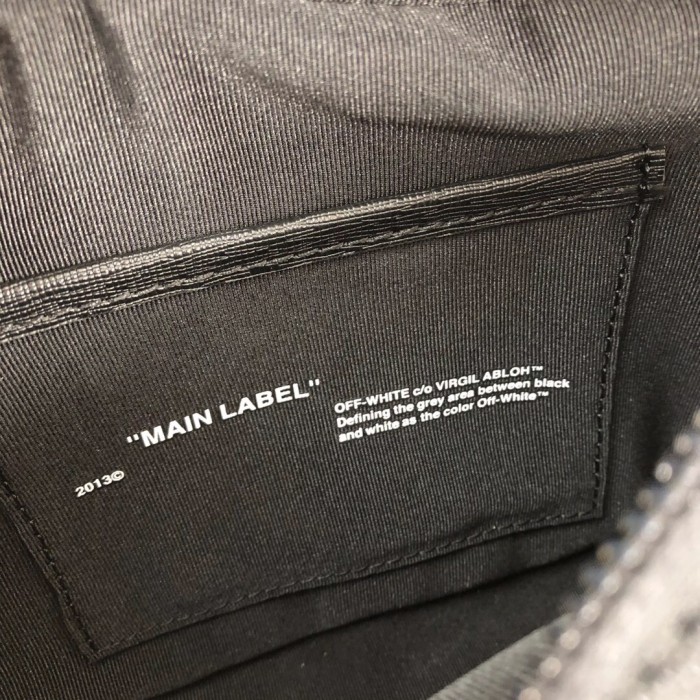 "MAIN LABEL"
2013©
OFF-WHITE c/o VIRGIL ABLOH™
Defining the grey area between black
and white as the color Off-White™